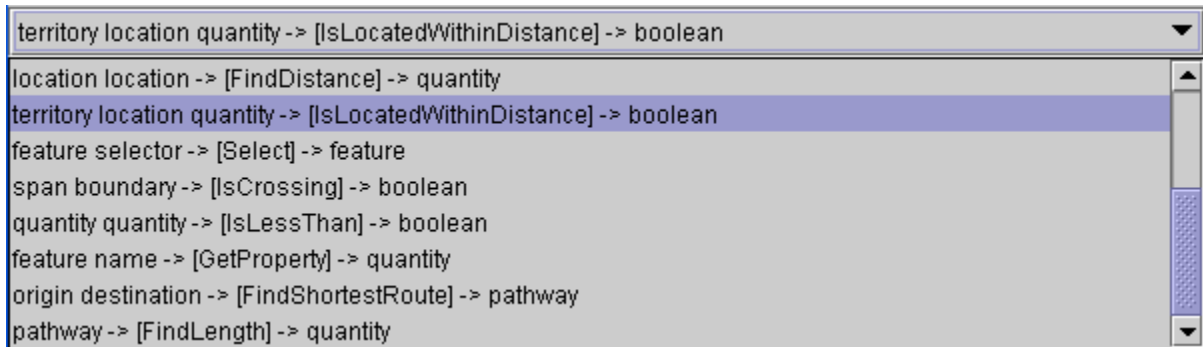 territory location quantity -> [IsLocatedWithinDistance] -> boolean
location location -> [FindDistance] -> quantity
territory location quantity -> [IsLocatedWithinDistance] -> boolean
feature selector -> [Select] -> feature
span boundary -> [IsCrossing] -> boolean
quantity quantity -> [IsLessThan] -> boolean
feature name -> [GetProperty] -> quantity
origin destination -> [FindShortestRoute] -> pathway
pathway -> [FindLength] -> quantity